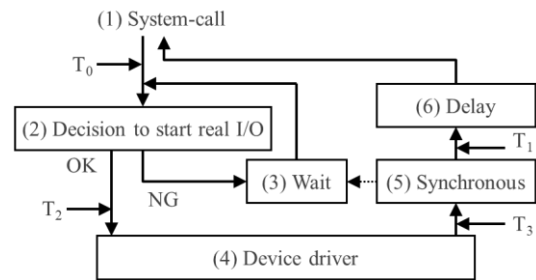 (1) System-call
T0
(6) Delay
(2) Decision to start real I/O
T1
OK
(3) Wait
(5) Synchronous
NG
T2
T3
(4) Device driver